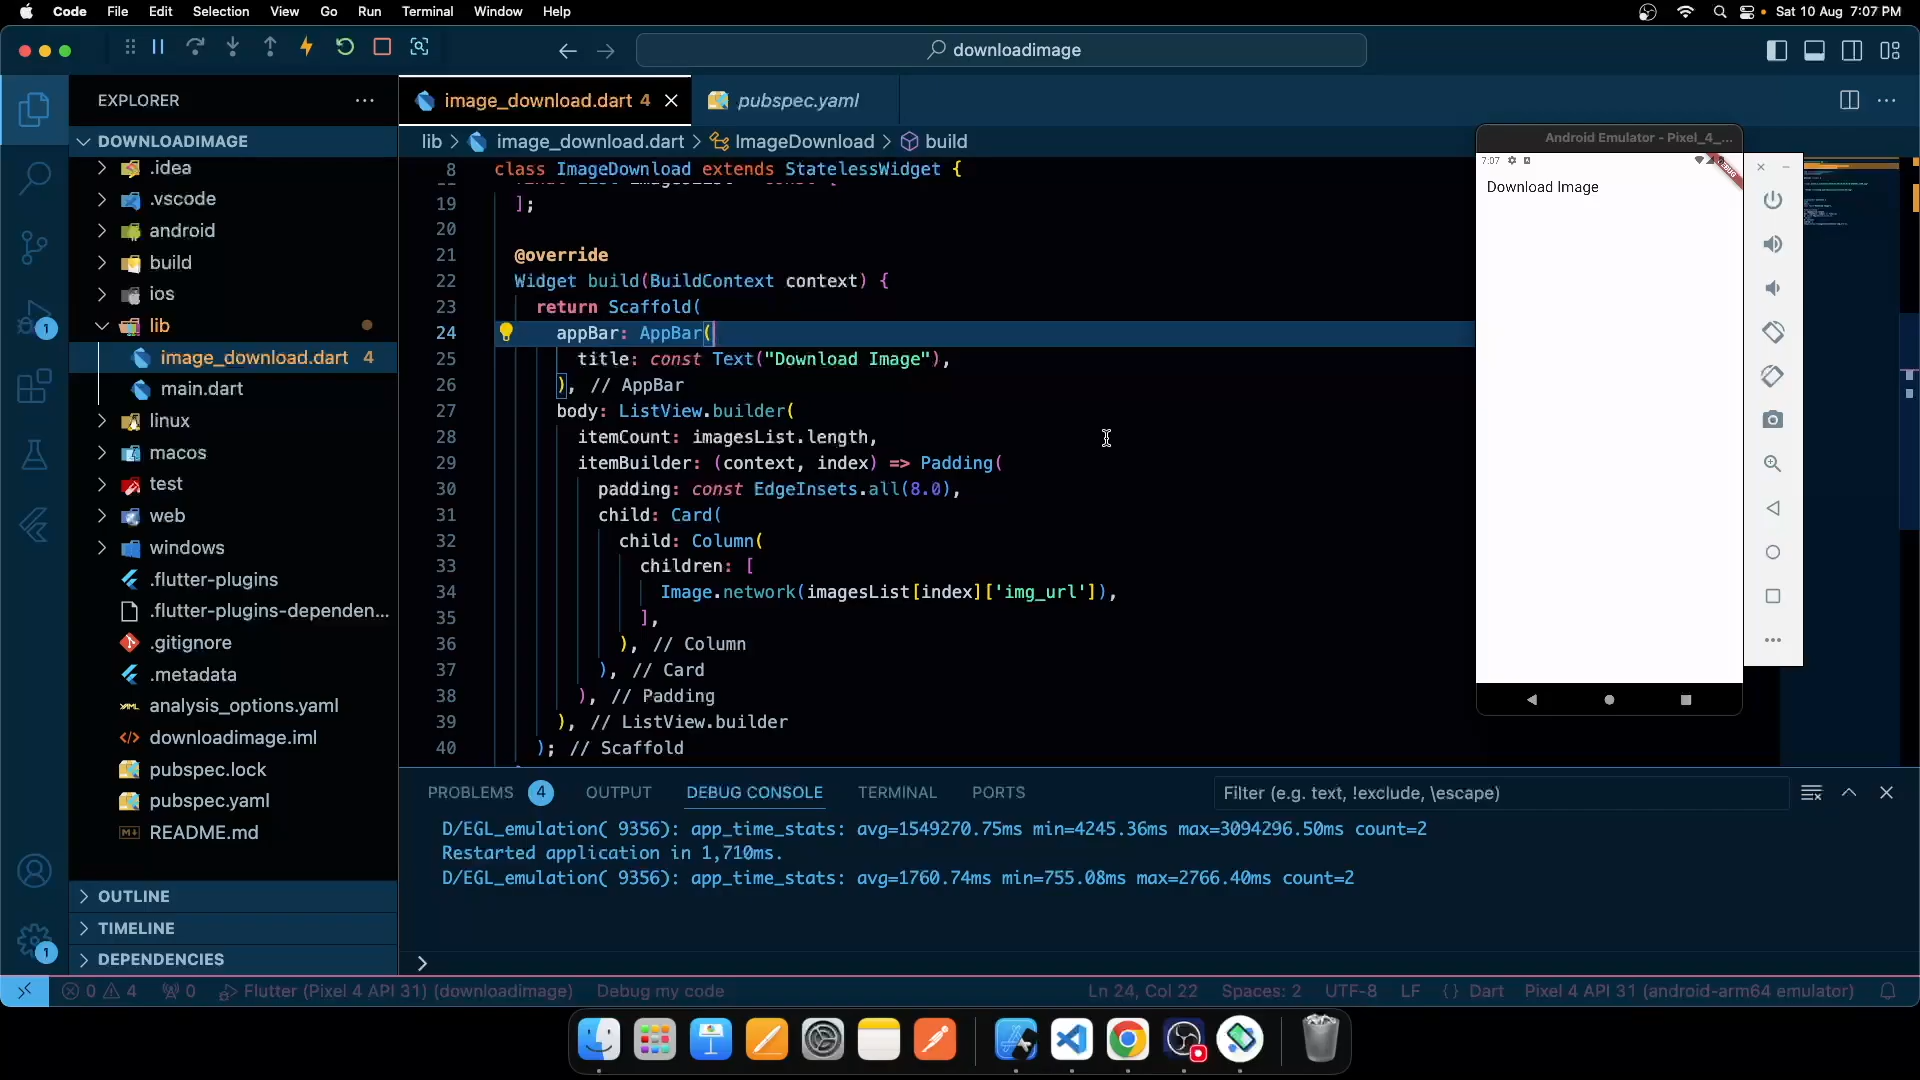 Code File Edit Selection View Go Run Terminal Window Help
Sat 10 Aug 7:07 PM
downloadimage
EXPLORER
DOWNLOADIMAGE
.idea
.vscode
android
build
ios
lib
1
image_download.dart 4
main.dart
linux
macos
test
web
windows
.flutter-plugins
.flutter-plugins-dependen...
.gitignore
.metadata
analysis_options.yaml
downloadimage.iml
pubspec.lock
pubspec.yaml
README.md
OUTLINE
TIMELINE
1
DEPENDENCIES
image_download.dart 4
pubspec.yaml
lib > image_download.dart > ImageDownload > build
8 class ImageDownload extends StatelessWidget {
19 ];
20
21 @override
22 Widget build(BuildContext context) {
23 return Scaffold(
24 appBar: AppBar(
25 title: const Text("Download Image"),
26 ), // AppBar
27 body: ListView.builder(
28 itemCount: imagesList.length,
29 itemBuilder: (context, index) => Padding(
30 padding: const EdgeInsets.all(8.0),
31 child: Card(
32 child: Column(
33 children: [
34 Image.network(imagesList[index]['img_url']),
35 ],
36 ), // Column
37 ), // Card
38 ), // Padding
39 ), // ListView.builder
40 ); // Scaffold
Android Emulator - Pixel_4_...
7:07
DEBUG
Download Image
PROBLEMS 4 OUTPUT DEBUG CONSOLE TERMINAL PORTS
Filter (e.g. text, !exclude, \escape)
D/EGL_emulation( 9356): app_time_stats: avg=1549270.75ms min=4245.36ms max=3094296.50ms count=2
Restarted application in 1,710ms.
D/EGL_emulation( 9356): app_time_stats: avg=1760.74ms min=755.08ms max=2766.40ms count=2
0 4 0 Flutter (Pixel 4 API 31) (downloadimage) Debug my code
Ln 24, Col 22 Spaces: 2 UTF-8 LF { } Dart Pixel 4 API 31 (android-arm64 emulator)